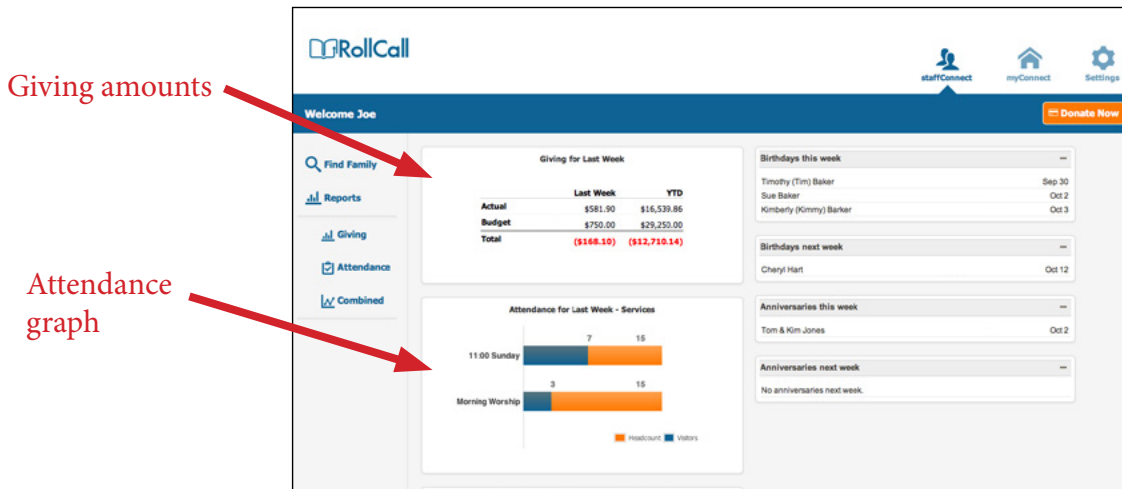 RollCall
Giving amounts
staffConnect myConnect Settings
Welcome Joe
Donate Now
Find Family
Reports
Giving
Attendance
Combined
Attendance
graph
Giving for Last Week
Last Week YTD
Actual $581.90 $16,539.86
Budget $750.00 $29,250.00
Total ($168.10) ($12,710.14)
Attendance for Last Week - Services
7 15
11:00 Sunday
3 15
Morning Worship
Headcount Visitors
Birthdays this week
Timothy (Tim) Baker Sep 30
Sue Baker Oct 2
Kimberly (Kimmy) Barker Oct 3
Birthdays next week
Cheryl Hart Oct 12
Anniversaries this week
Tom & Kim Jones Oct 2
Anniversaries next week
No anniversaries next week.